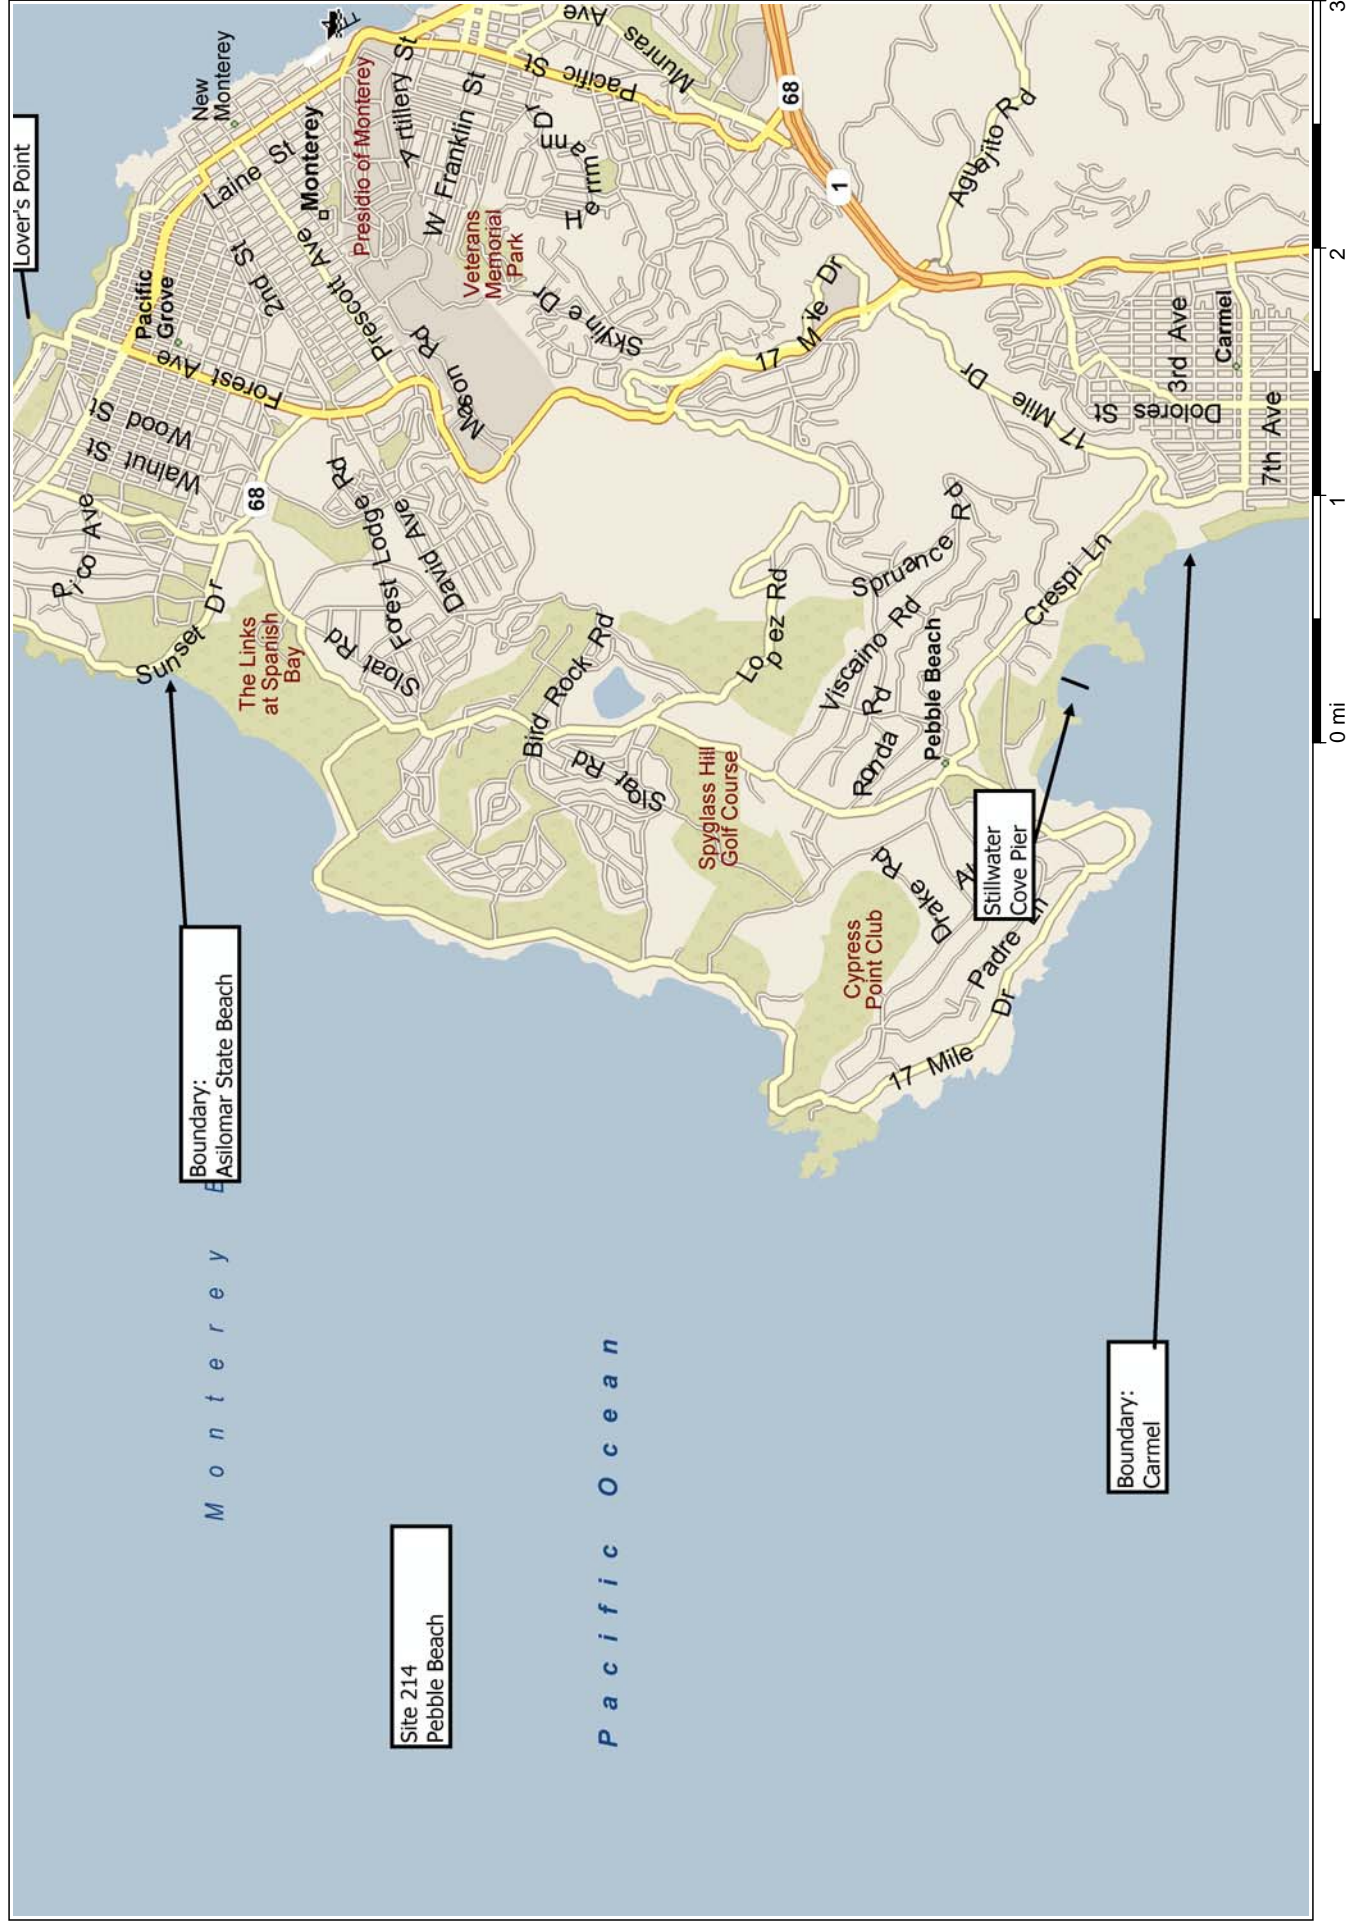 Lover's Point
New
Monterey
Pacific
Grove
Laine St
Monterey
Presidio of Monterey
Artillery St
W Franklin St
Pacific St
Munras Ave
Herrmann Dr
Veterans
Memorial
Park
2nd St
Prescott Ave
Forest Ave
Wood St
Walnut St
Pico Ave
68
Mason Rd
Skyline Dr
68
1
Aguajito Rd
17 Mile Dr
17 Mile Dr
3rd Ave
Carmel
Dolores St
7th Ave
Sunset Dr
The Links
at Spanish
Bay
Forest Lodge Rd
David Ave
Sloat Rd
Bird Rock Rd
Sloat Rd
Lopez Rd
Spruance Rd
Viscaino Rd
Ronda Rd
Pebble Beach
Crespi Ln
Spyglass Hill
Golf Course
Drake Rd
Cypress
Point Club
Padre Ln
17 Mile Dr
Stillwater
Cove Pier
Boundary:
Asilomar State Beach
Monterey
Pacific Ocean
Site 214
Pebble Beach
Boundary:
Carmel
0 mi
1
2
3